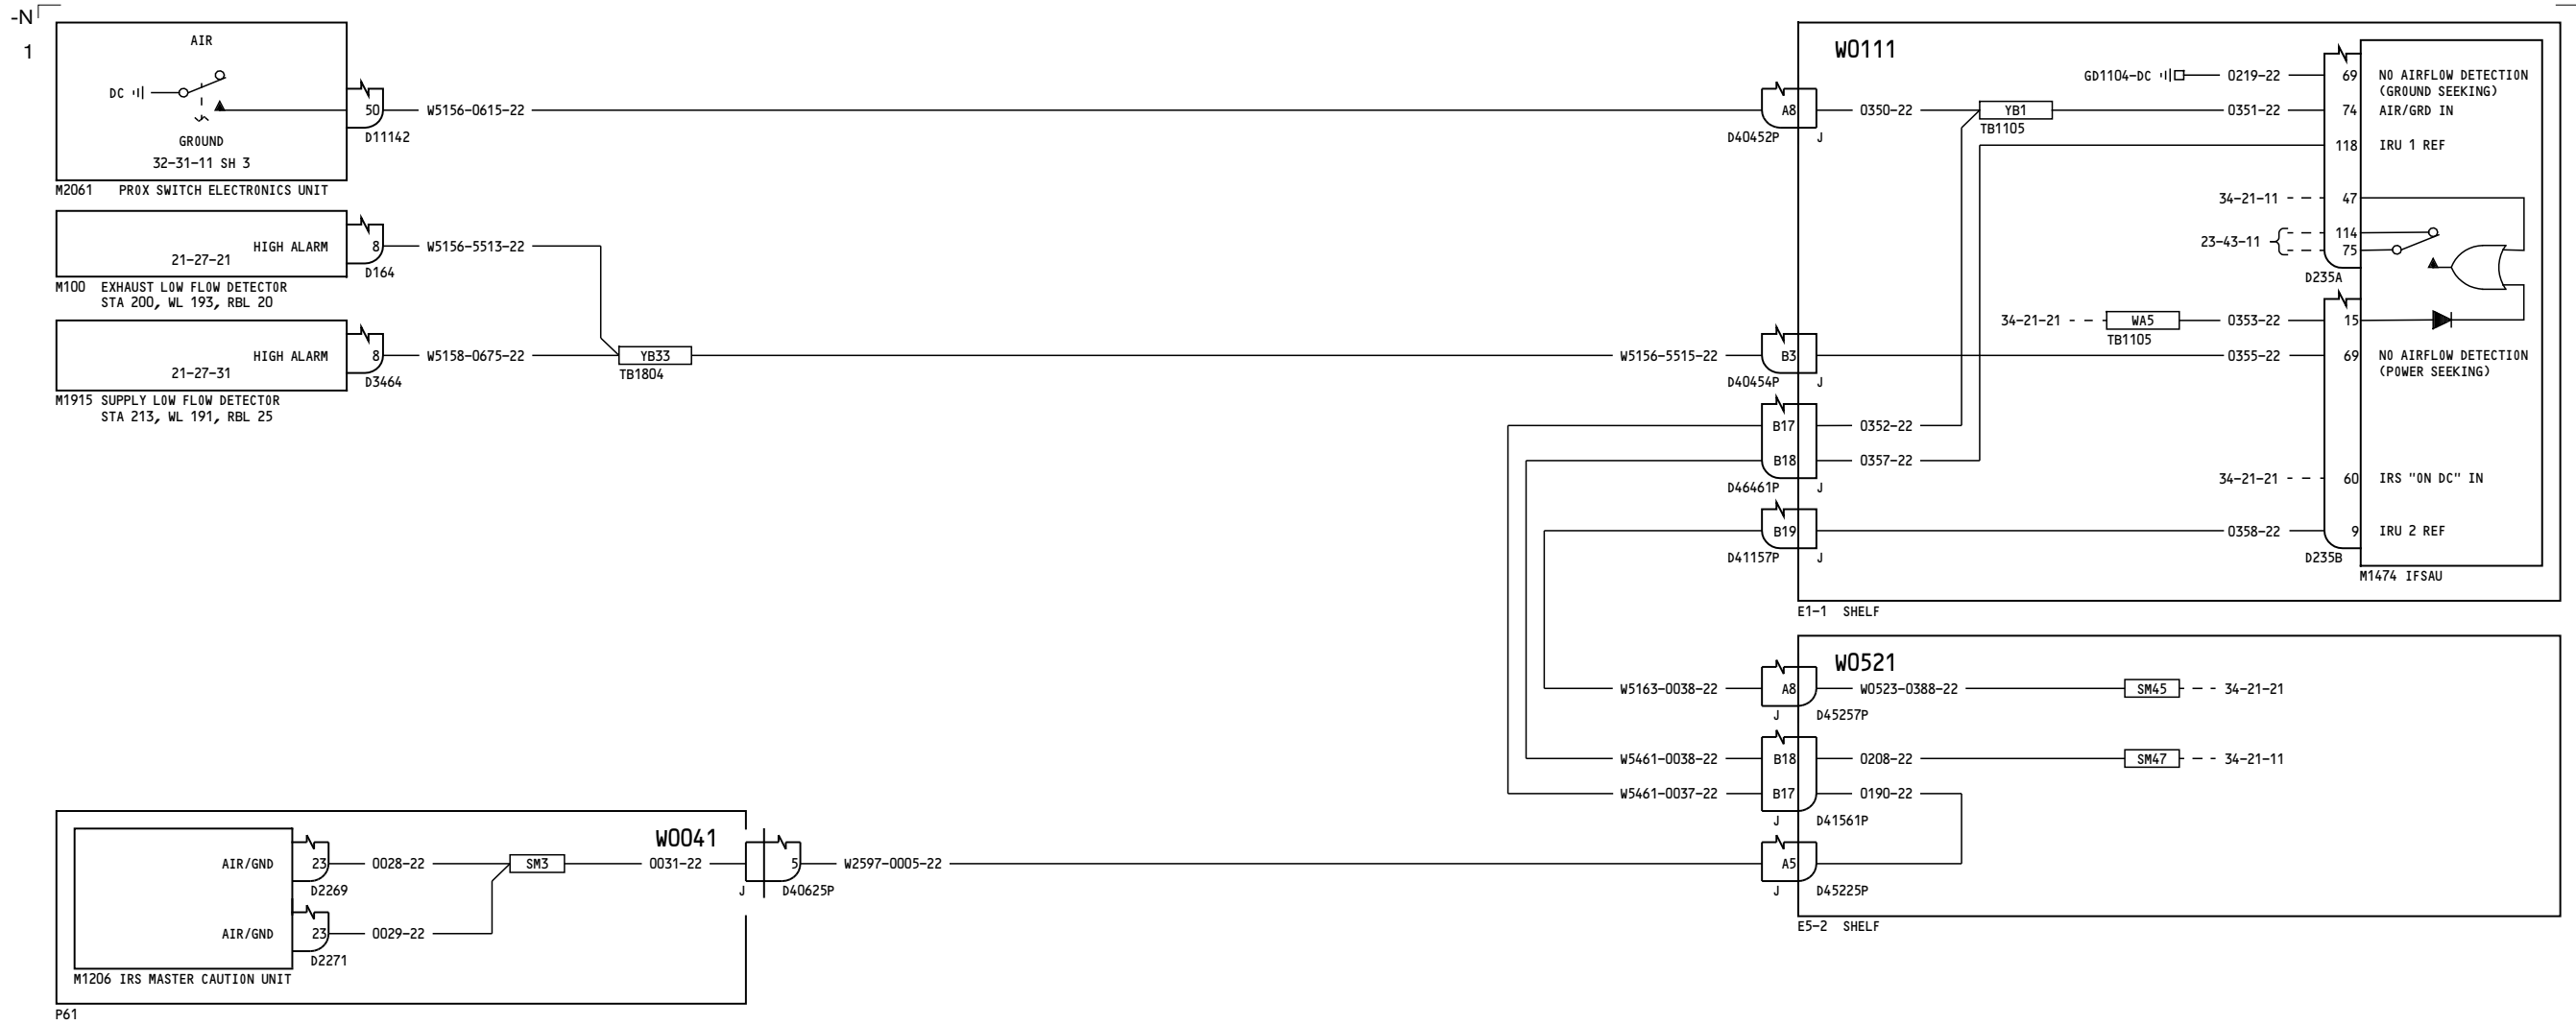 -N
1
AIR
DC
GROUND
32-31-11 SH 3
M2061 PROX SWITCH ELECTRONICS UNIT
50
D11142
W5156-0615-22
A8
D40452P
J
W0111
0350-22
YB1
TB1105
GD1104-DC
0219-22
69
NO AIRFLOW DETECTION
(GROUND SEEKING)
0351-22
74
AIR/GRD IN
118
IRU 1 REF
34-21-11
47
23-43-11
114
75
D235A
HIGH ALARM
21-27-21
8
D164
W5156-5513-22
M100 EXHAUST LOW FLOW DETECTOR
STA 200, WL 193, RBL 20
HIGH ALARM
21-27-31
8
D3464
W5158-0675-22
M1915 SUPPLY LOW FLOW DETECTOR
STA 213, WL 191, RBL 25
YB33
TB1804
W5156-5515-22
B3
D40454P
J
34-21-21
WA5
TB1105
0353-22
15
0355-22
69
NO AIRFLOW DETECTION
(POWER SEEKING)
B17
0352-22
B18
0357-22
D46461P
J
34-21-21
60
IRS "ON DC" IN
B19
D41157P
J
0358-22
9
IRU 2 REF
D235B
M1474 IFSAU
E1-1 SHELF
W0521
W5163-0038-22
A8
J
D45257P
W0523-0388-22
SM45
34-21-21
W5461-0038-22
B18
0208-22
SM47
34-21-11
W5461-0037-22
B17
0190-22
J
D41561P
A5
J
D45225P
E5-2 SHELF
W0041
AIR/GND
23
D2269
0028-22
SM3
0031-22
J
5
D40625P
W2597-0005-22
AIR/GND
23
D2271
0029-22
M1206 IRS MASTER CAUTION UNIT
P61